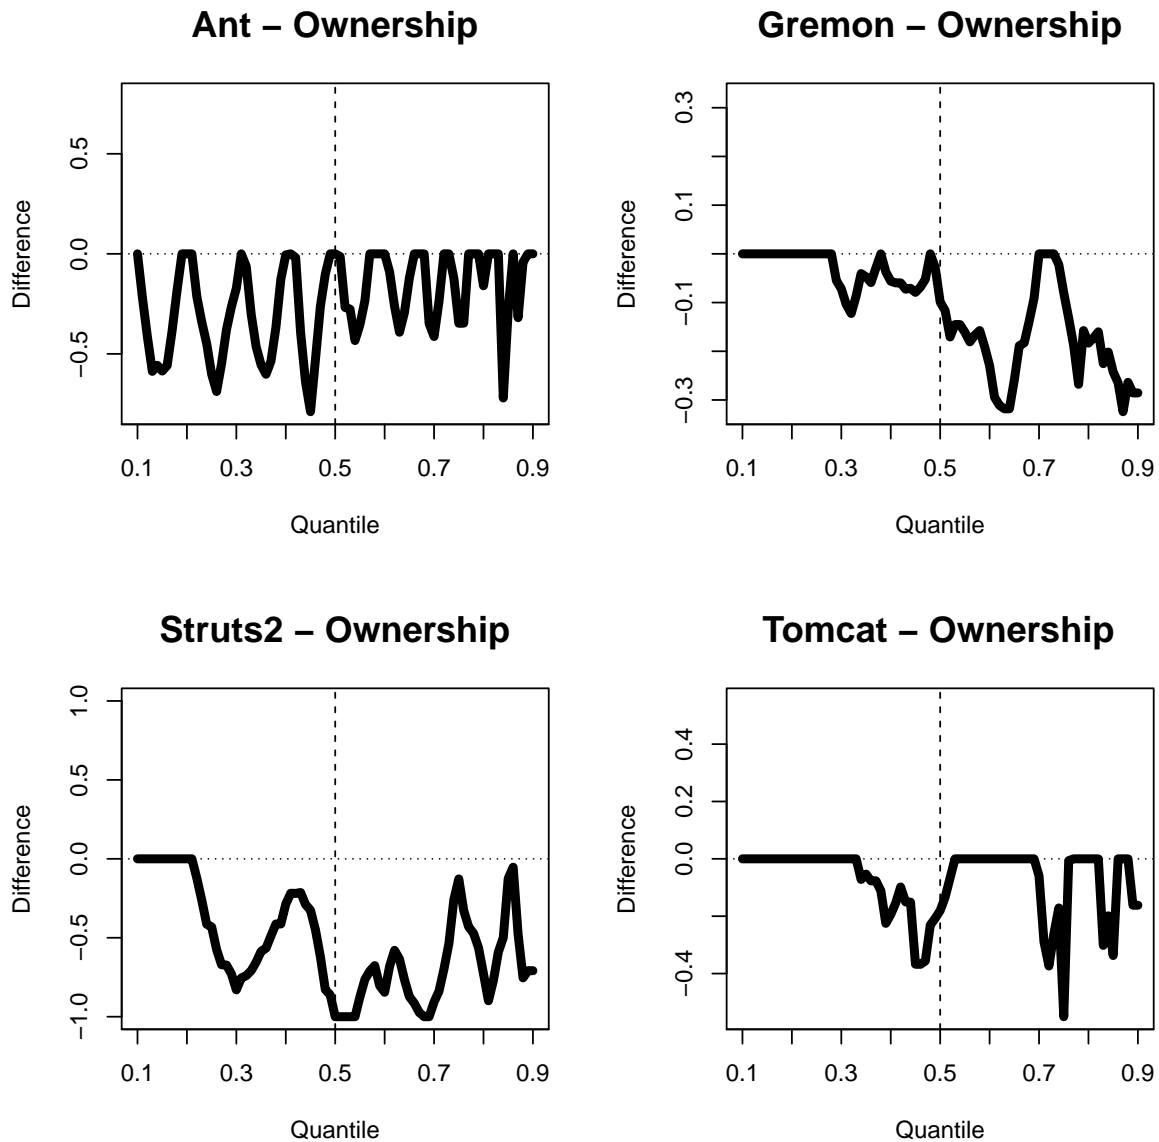 Ant – Ownership
Difference
0.5
0.0
−0.5
0.1 0.3 0.5 0.7 0.9
Quantile
Gremon – Ownership
Difference
0.3
0.1
−0.1
−0.3
0.1 0.3 0.5 0.7 0.9
Quantile
Struts2 – Ownership
Difference
1.0
0.5
0.0
−0.5
−1.0
0.1 0.3 0.5 0.7 0.9
Quantile
Tomcat – Ownership
Difference
0.4
0.2
0.0
−0.4
0.1 0.3 0.5 0.7 0.9
Quantile